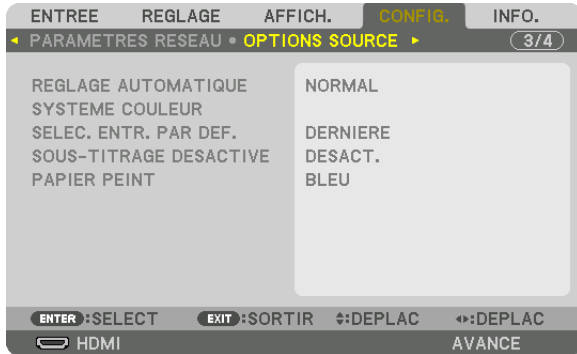 ENTREE REGLAGE AFFICH. CONFIG. INFO.
PARAMETRES RESEAU • OPTIONS SOURCE 3/4
REGLAGE AUTOMATIQUE NORMAL
SYSTEME COULEUR
SELEC. ENTR. PAR DEF. DERNIERE
SOUS-TITRAGE DESACTIVE DESACT.
PAPIER PEINT BLEU
ENTER :SELECT EXIT :SORTIR :DEPLAC :DEPLAC
HDMI AVANCE